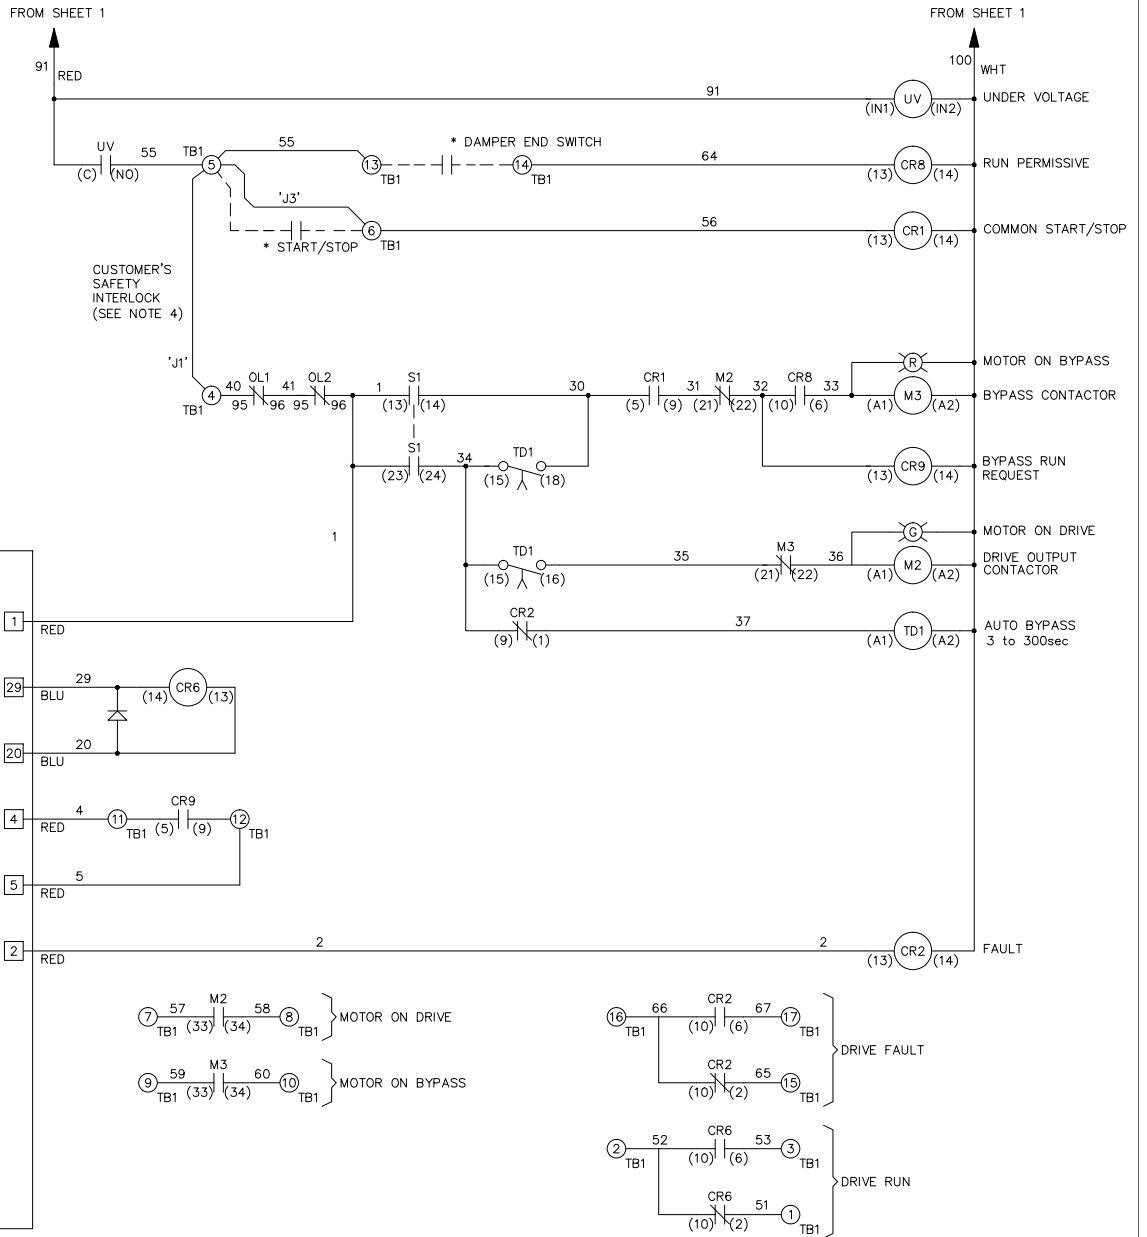 FROM SHEET 1
FROM SHEET 1
91
RED
100
WHT
91
(IN1)
UV
(IN2)
UNDER VOLTAGE
UV
(C)
(NO)
55
TB1
5
55
13
TB1
* DAMPER END SWITCH
14
TB1
64
(13)
CR8
(14)
RUN PERMISSIVE
'J3'
* START/STOP
6
TB1
56
(13)
CR1
(14)
COMMON START/STOP
CUSTOMER'S
SAFETY
INTERLOCK
(SEE NOTE 4)
'J1'
4
TB1
40
OL1
95
96
41
OL2
95
96
1
S1
(13)
(14)
30
CR1
(5)
(9)
31
M2
(21)
(22)
32
CR8
(10)
(6)
33
R
MOTOR ON BYPASS
(A1)
M3
(A2)
BYPASS CONTACTOR
S1
(23)
(24)
34
TD1
(15)
(18)
(13)
CR9
(14)
BYPASS RUN
REQUEST
1
TD1
(15)
(16)
35
M3
(21)
(22)
36
G
MOTOR ON DRIVE
(A1)
M2
(A2)
DRIVE OUTPUT
CONTACTOR
1
RED
CR2
(9)
(1)
37
(A1)
TD1
(A2)
AUTO BYPASS
3 to 300sec
29
BLU
29
(14)
CR6
(13)
20
BLU
20
4
RED
4
11
TB1
CR9
(5)
(9)
12
TB1
5
RED
5
2
RED
2
2
(13)
CR2
(14)
FAULT
7
TB1
57
M2
(33)
(34)
58
8
TB1
MOTOR ON DRIVE
9
TB1
59
M3
(33)
(34)
60
10
TB1
MOTOR ON BYPASS
16
TB1
66
CR2
(10)
(6)
67
17
TB1
CR2
(10)
(2)
65
15
TB1
DRIVE FAULT
2
TB1
52
CR6
(10)
(6)
53
3
TB1
CR6
(10)
(2)
51
1
TB1
DRIVE RUN